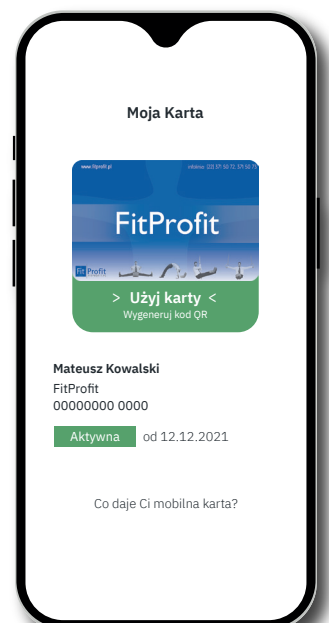 Moja Karta
www.fitprofit.pl
FitProfit
Fit Profit
> Użyj karty <
Wygeneruj kod QR
Mateusz Kowalski
FitProfit
00000000 0000
Aktywna od 12.12.2021
Co daje Ci mobilna karta?